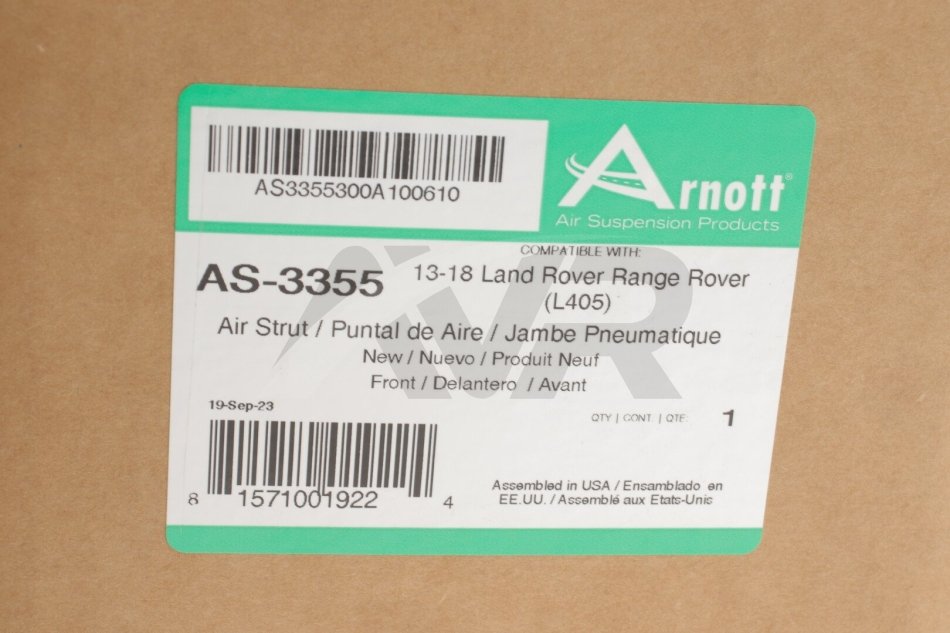 AS3355300A100610
Arnott®
Air Suspension Products
COMPATIBLE WITH:
AS-3355
13-18 Land Rover Range Rover
(L405)
Air Strut / Puntal de Aire / Jambe Pneumatique
New / Nuevo / Produit Neuf
Front / Delantero / Avant
19-Sep-23
QTY | CONT. | QTE: 1
8 1571001922 4
Assembled in USA / Ensamblado en
EE.UU. / Assemblé aux Etats-Unis
AVR